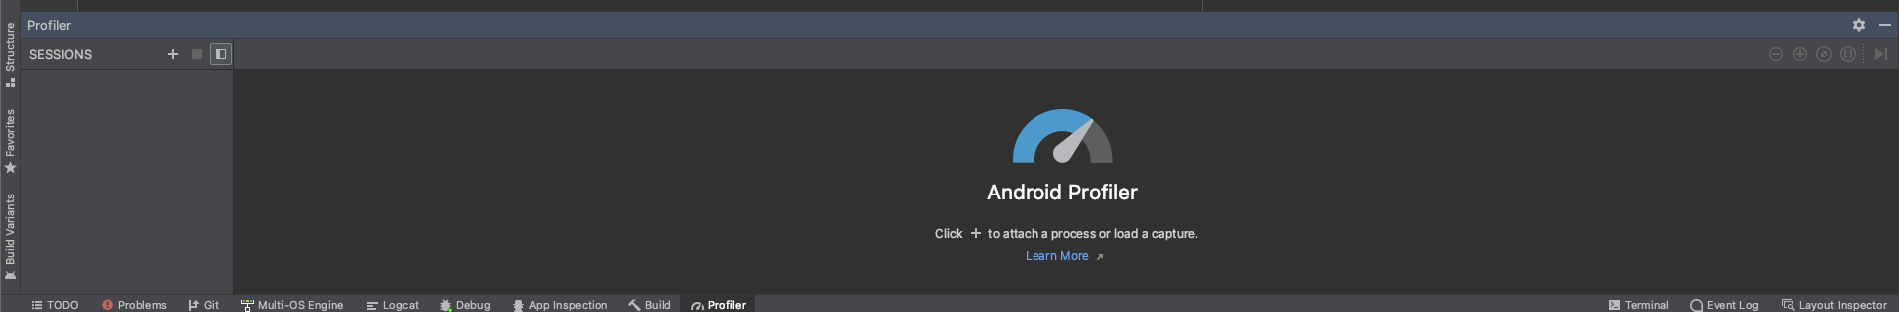 Profiler
SESSIONS
Structure
Favorites
Build Variants
Android Profiler
Click + to attach a process or load a capture.
Learn More ↗
TODO Problems Git Multi-OS Engine Logcat Debug App Inspection Build Profiler Terminal Event Log Layout Inspector